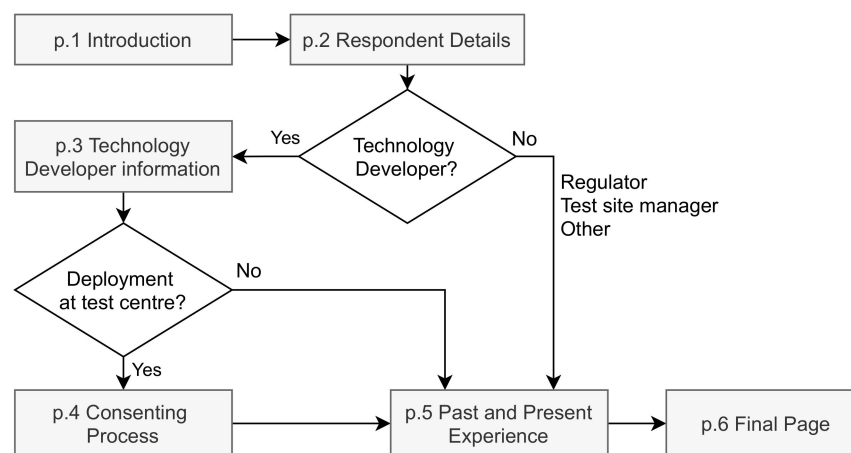 p.1 Introduction
p.2 Respondent Details
Technology
Developer?
Yes
No
p.3 Technology
Developer information
Regulator
Test site manager
Other
Deployment
at test centre?
No
Yes
p.4 Consenting
Process
p.5 Past and Present
Experience
p.6 Final Page